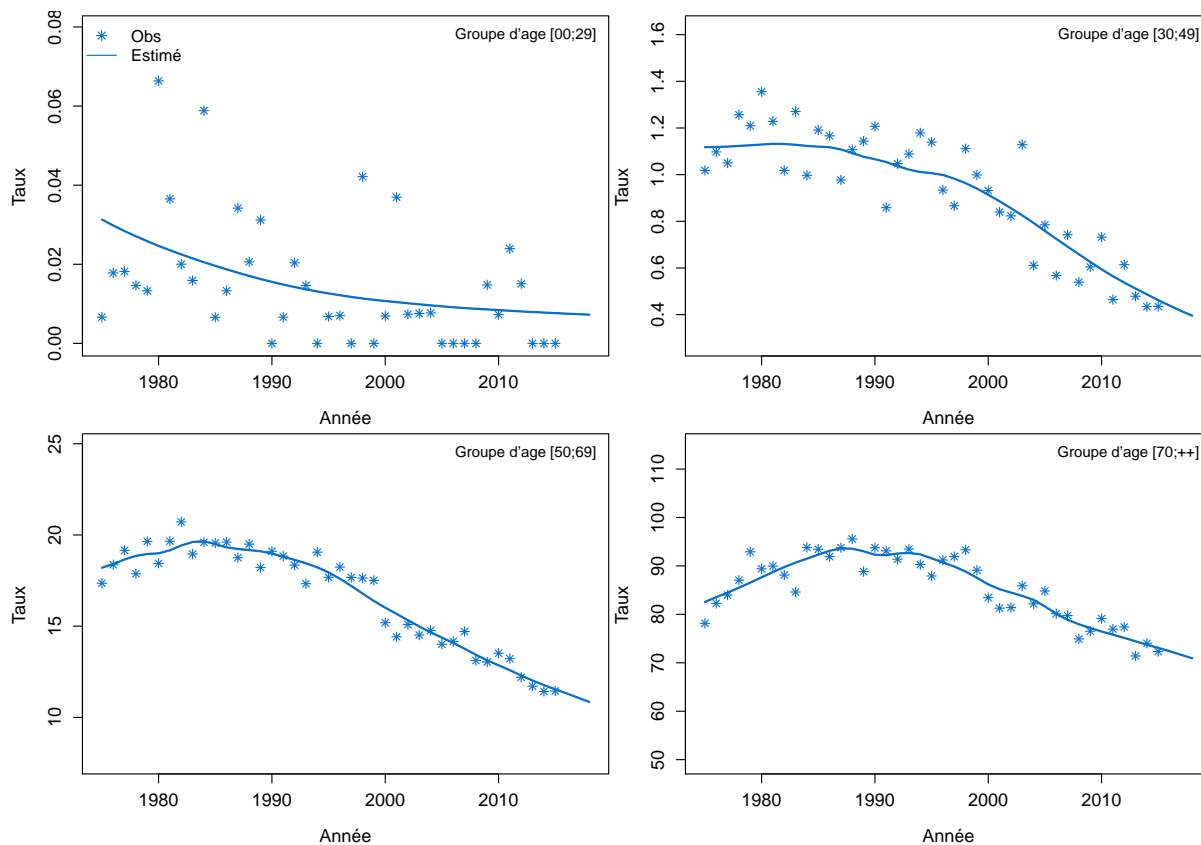 Obs
Estimé
Groupe d'age [00;29]
Taux
0.00
0.02
0.04
0.06
0.08
1980
1990
2000
2010
Année
Groupe d'age [30;49]
Taux
0.4
0.6
0.8
1.0
1.2
1.4
1.6
1980
1990
2000
2010
Année
Groupe d'age [50;69]
Taux
10
15
20
25
1980
1990
2000
2010
Année
Groupe d'age [70;++]
Taux
50
60
70
80
90
100
110
1980
1990
2000
2010
Année